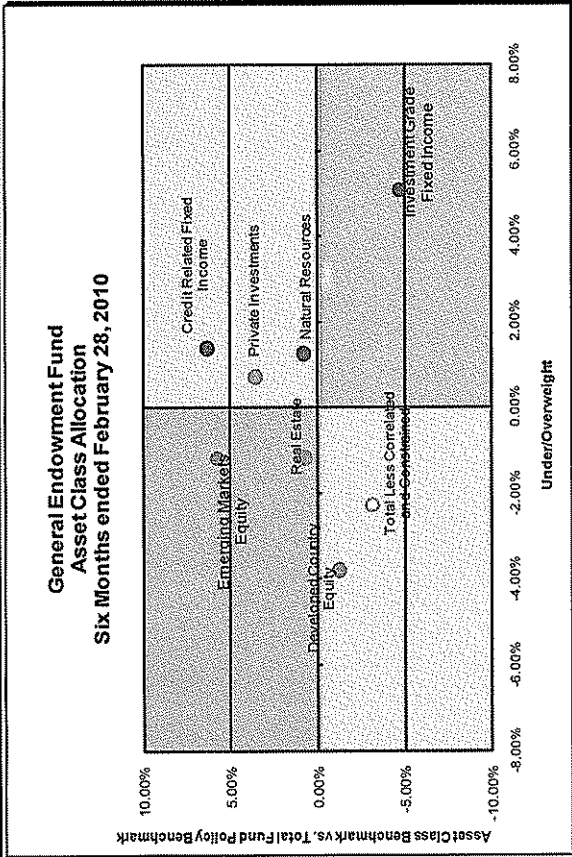 General Endowment Fund
Asset Class Allocation
Six Months ended February 28, 2010
Asset Class Benchmark vs. Total Fund Policy Benchmark
10.00%
5.00%
0.00%
-5.00%
-10.00%
Credit Related Fixed
Income
Private Investments
Natural Resources
Emerging Markets
Equity
Real Estate
Developed Country
Equity
Total Less Correlated
and Constrained
Investment Grade
Fixed Income
-8.00%
-6.00%
-4.00%
-2.00%
0.00%
2.00%
4.00%
6.00%
8.00%
Under/Overweight